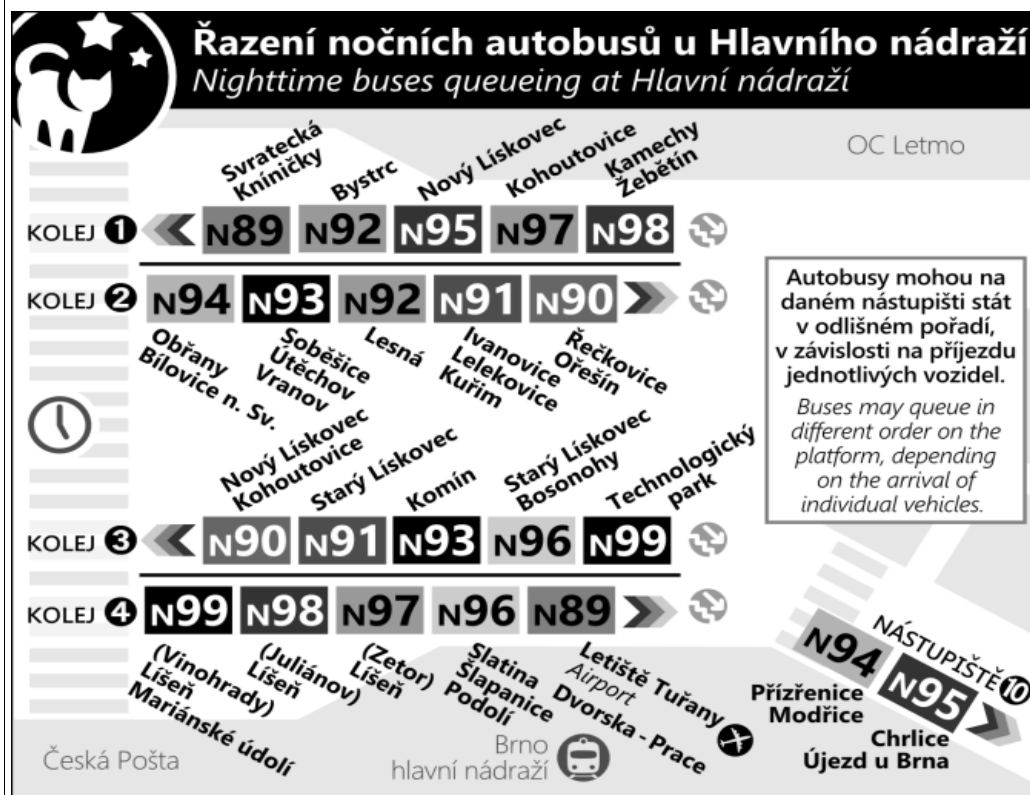 Řazení nočních autobusů u Hlavního nádraží
Nighttime buses queueing at Hlavní nádraží
OC Letmo
Svratecká
Kníničky
Bystrc
Nový Lískovec
Kohoutovice
Kamechy
Žebětín
KOLEJ 1 N89 N92 N95 N97 N98
KOLEJ 2 N94 N93 N92 N91 N90
Obřany
Bílovice n. Sv.
Soběšice
Útěchov
Vranov
Lesná
Ivanovice
Lelekovice
Kuřim
Řečkovice
Ořešín
Autobusy mohou na
daném nástupišti stát
v odlišném pořadí,
v závislosti na příjezdu
jednotlivých vozidel.
Buses may queue in
different order on the
platform, depending
on the arrival of
individual vehicles.
Nový Lískovec
Kohoutovice
Starý Lískovec
Komín
Starý Lískovec
Bosonohy
Technologický
park
KOLEJ 3 N90 N91 N93 N96 N99
KOLEJ 4 N99 N98 N97 N96 N89
(Vinohrady)
Líšeň
Mariánské údolí
(Juliánov)
Líšeň
(Zetor)
Líšeň
Slatina
Šlapanice
Podolí
Letiště Tuřany
Airport
Dvorska - Prace
NÁSTUPIŠTĚ 10
N94 N95
Přízřenice
Modřice
Chrlice
Újezd u Brna
Česká Pošta
Brno
hlavní nádraží